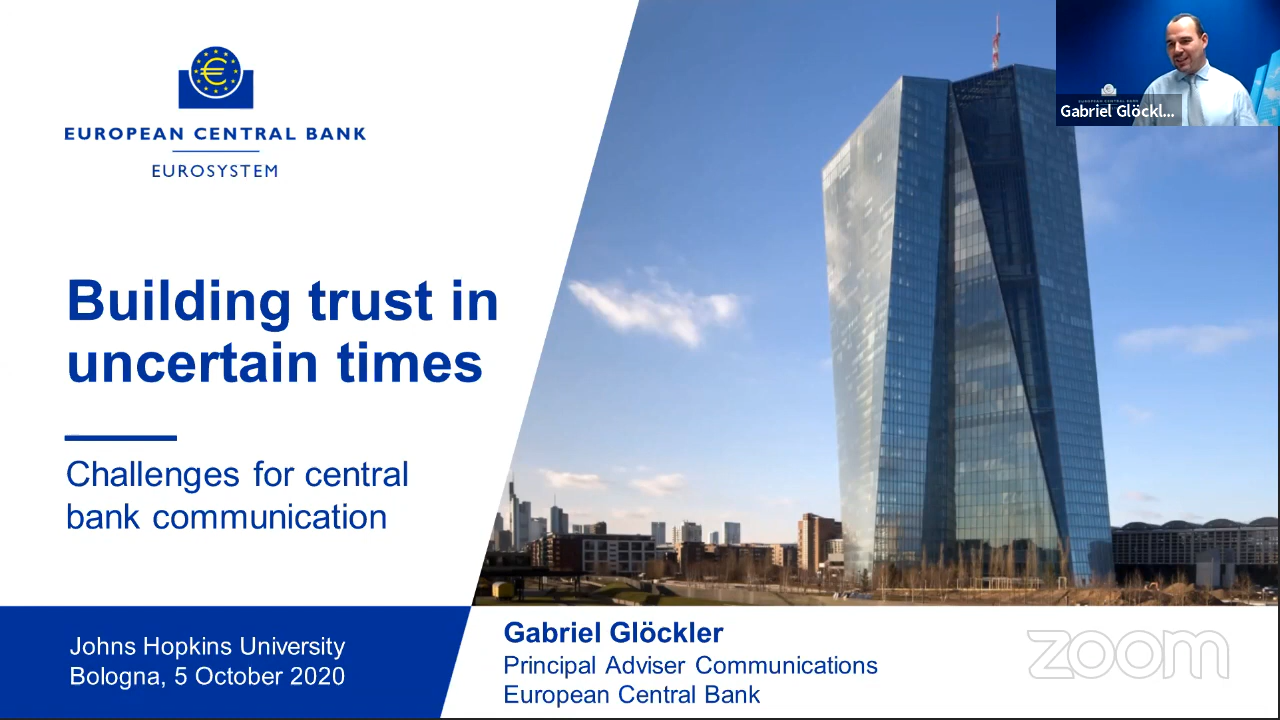 EUROPEAN CENTRAL BANK
EUROSYSTEM
Building trust in
uncertain times
Challenges for central
bank communication
Johns Hopkins University
Bologna, 5 October 2020
Gabriel Glöckler
Principal Adviser Communications
European Central Bank
Gabriel Glöckl...
zoom